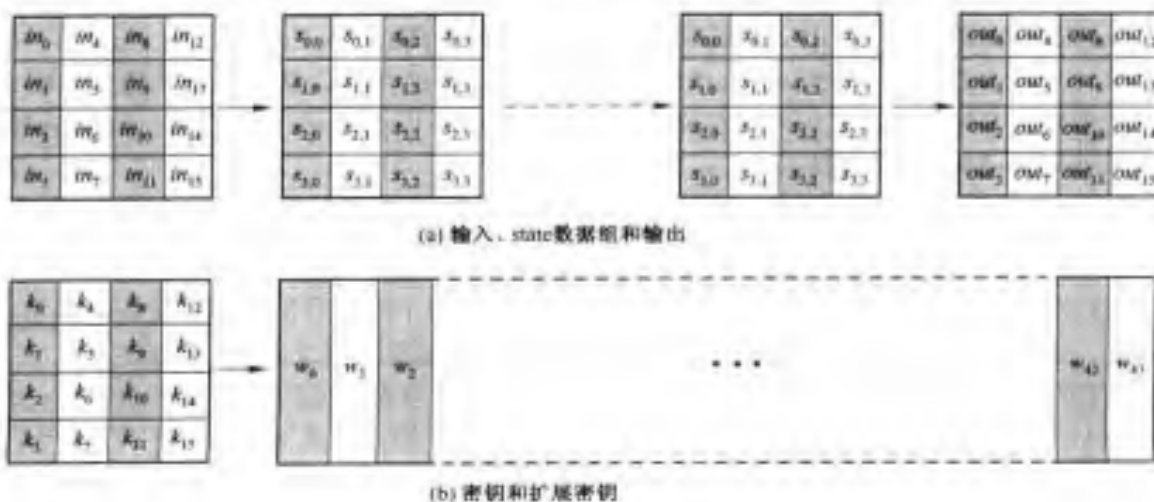 in₀ in₄ in₈ in₁₂ s₀,₀ s₀,₁ s₀,₂ s₀,₃ s₀,₀ s₀,₁ s₀,₂ s₀,₃ out₀ out₄ out₈ out₁₂
in₁ in₅ in₉ in₁₃ s₁,₀ s₁,₁ s₁,₂ s₁,₃ s₁,₀ s₁,₁ s₁,₂ s₁,₃ out₁ out₅ out₉ out₁₃
in₂ in₆ in₁₀ in₁₄ s₂,₀ s₂,₁ s₂,₂ s₂,₃ s₂,₀ s₂,₁ s₂,₂ s₂,₃ out₂ out₆ out₁₀ out₁₄
in₃ in₇ in₁₁ in₁₅ s₃,₀ s₃,₁ s₃,₂ s₃,₃ s₃,₀ s₃,₁ s₃,₂ s₃,₃ out₃ out₇ out₁₁ out₁₅
(a) 输入、state数据组和输出
k₀ k₄ k₈ k₁₂
k₁ k₅ k₉ k₁₃
w₀ w₁ w₂ ··· w₄₂ w₄₃
k₂ k₆ k₁₀ k₁₄
k₃ k₇ k₁₁ k₁₅
(b) 密钥和扩展密钥